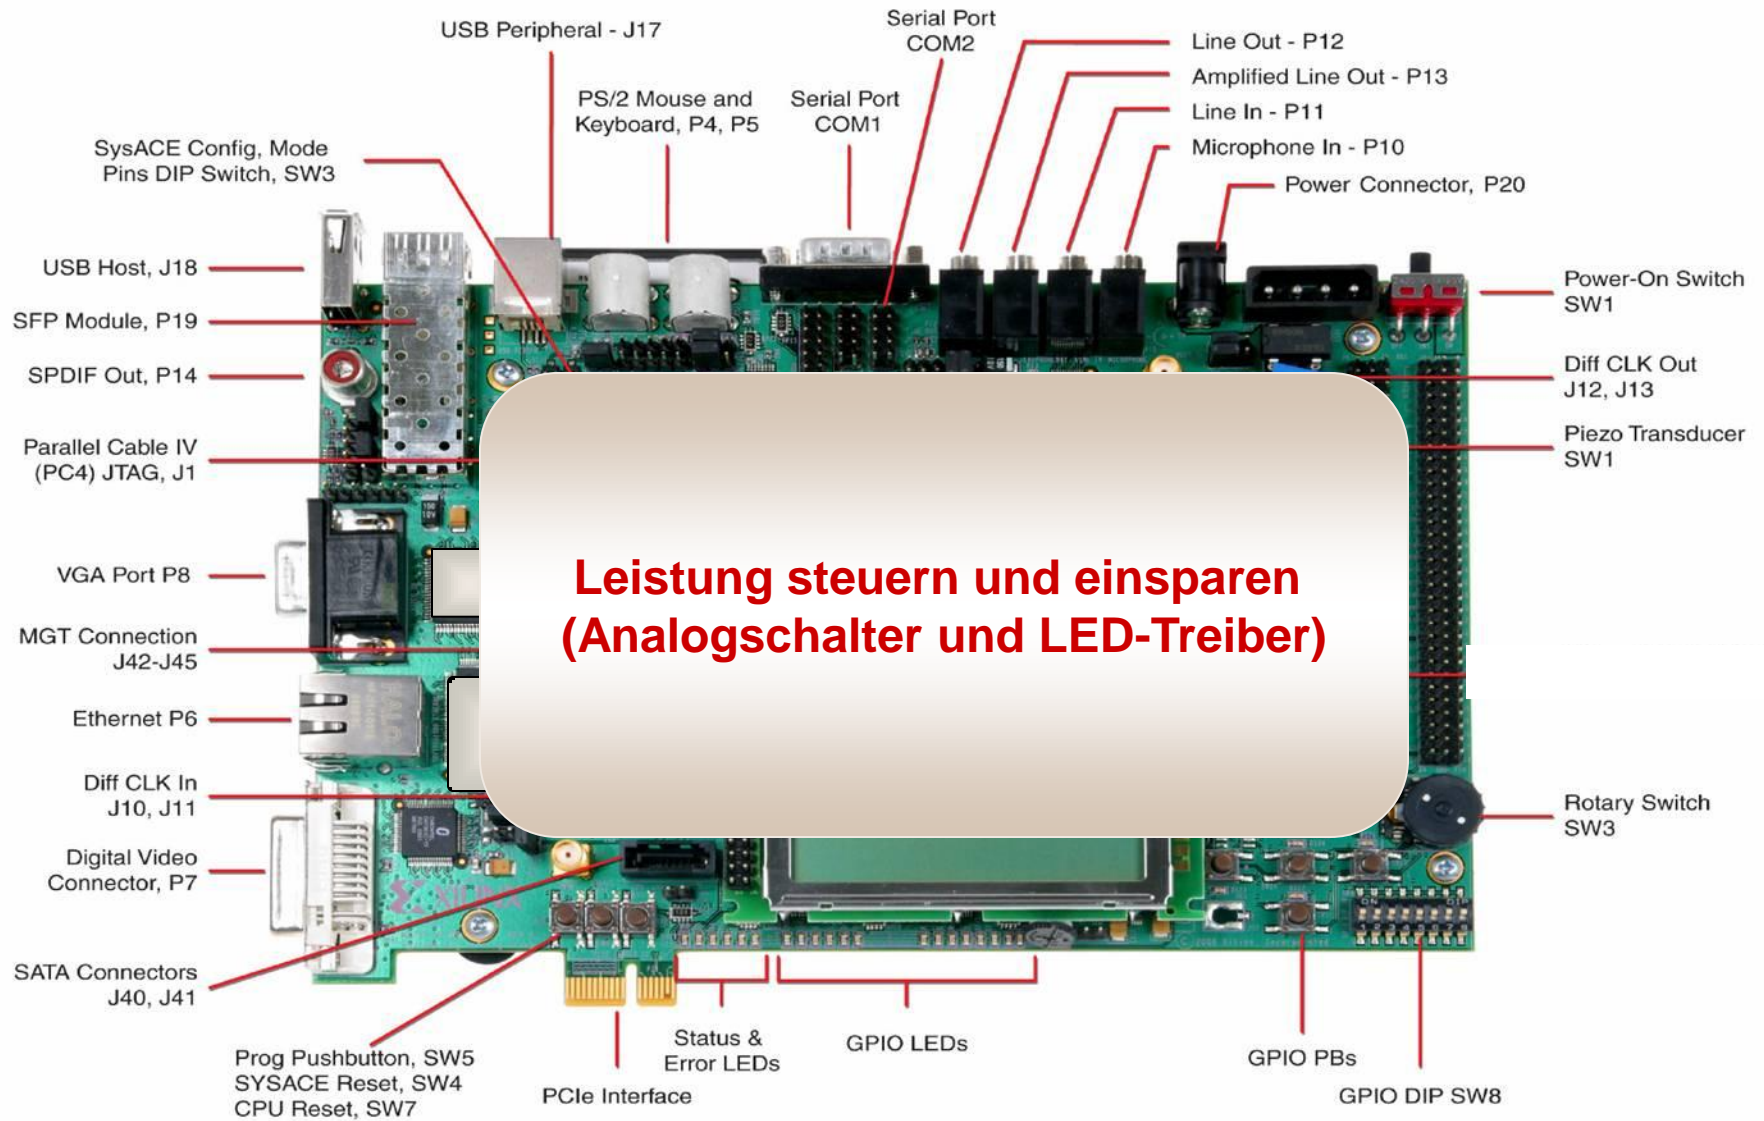 USB Peripheral - J17
Serial Port
COM2
Line Out - P12
Amplified Line Out - P13
Line In - P11
Microphone In - P10
Power Connector, P20
PS/2 Mouse and
Keyboard, P4, P5
Serial Port
COM1
SysACE Config, Mode
Pins DIP Switch, SW3
USB Host, J18
SFP Module, P19
SPDIF Out, P14
Parallel Cable IV
(PC4) JTAG, J1
VGA Port P8
MGT Connection
J42-J45
Ethernet P6
Diff CLK In
J10, J11
Digital Video
Connector, P7
SATA Connectors
J40, J41
Power-On Switch
SW1
Diff CLK Out
J12, J13
Piezo Transducer
SW1
Rotary Switch
SW3
Leistung steuern und einsparen
(Analogschalter und LED-Treiber)
XILINX
Prog Pushbutton, SW5
SYSACE Reset, SW4
CPU Reset, SW7
PCIe Interface
Status &
Error LEDs
GPIO LEDs
GPIO PBs
GPIO DIP SW8